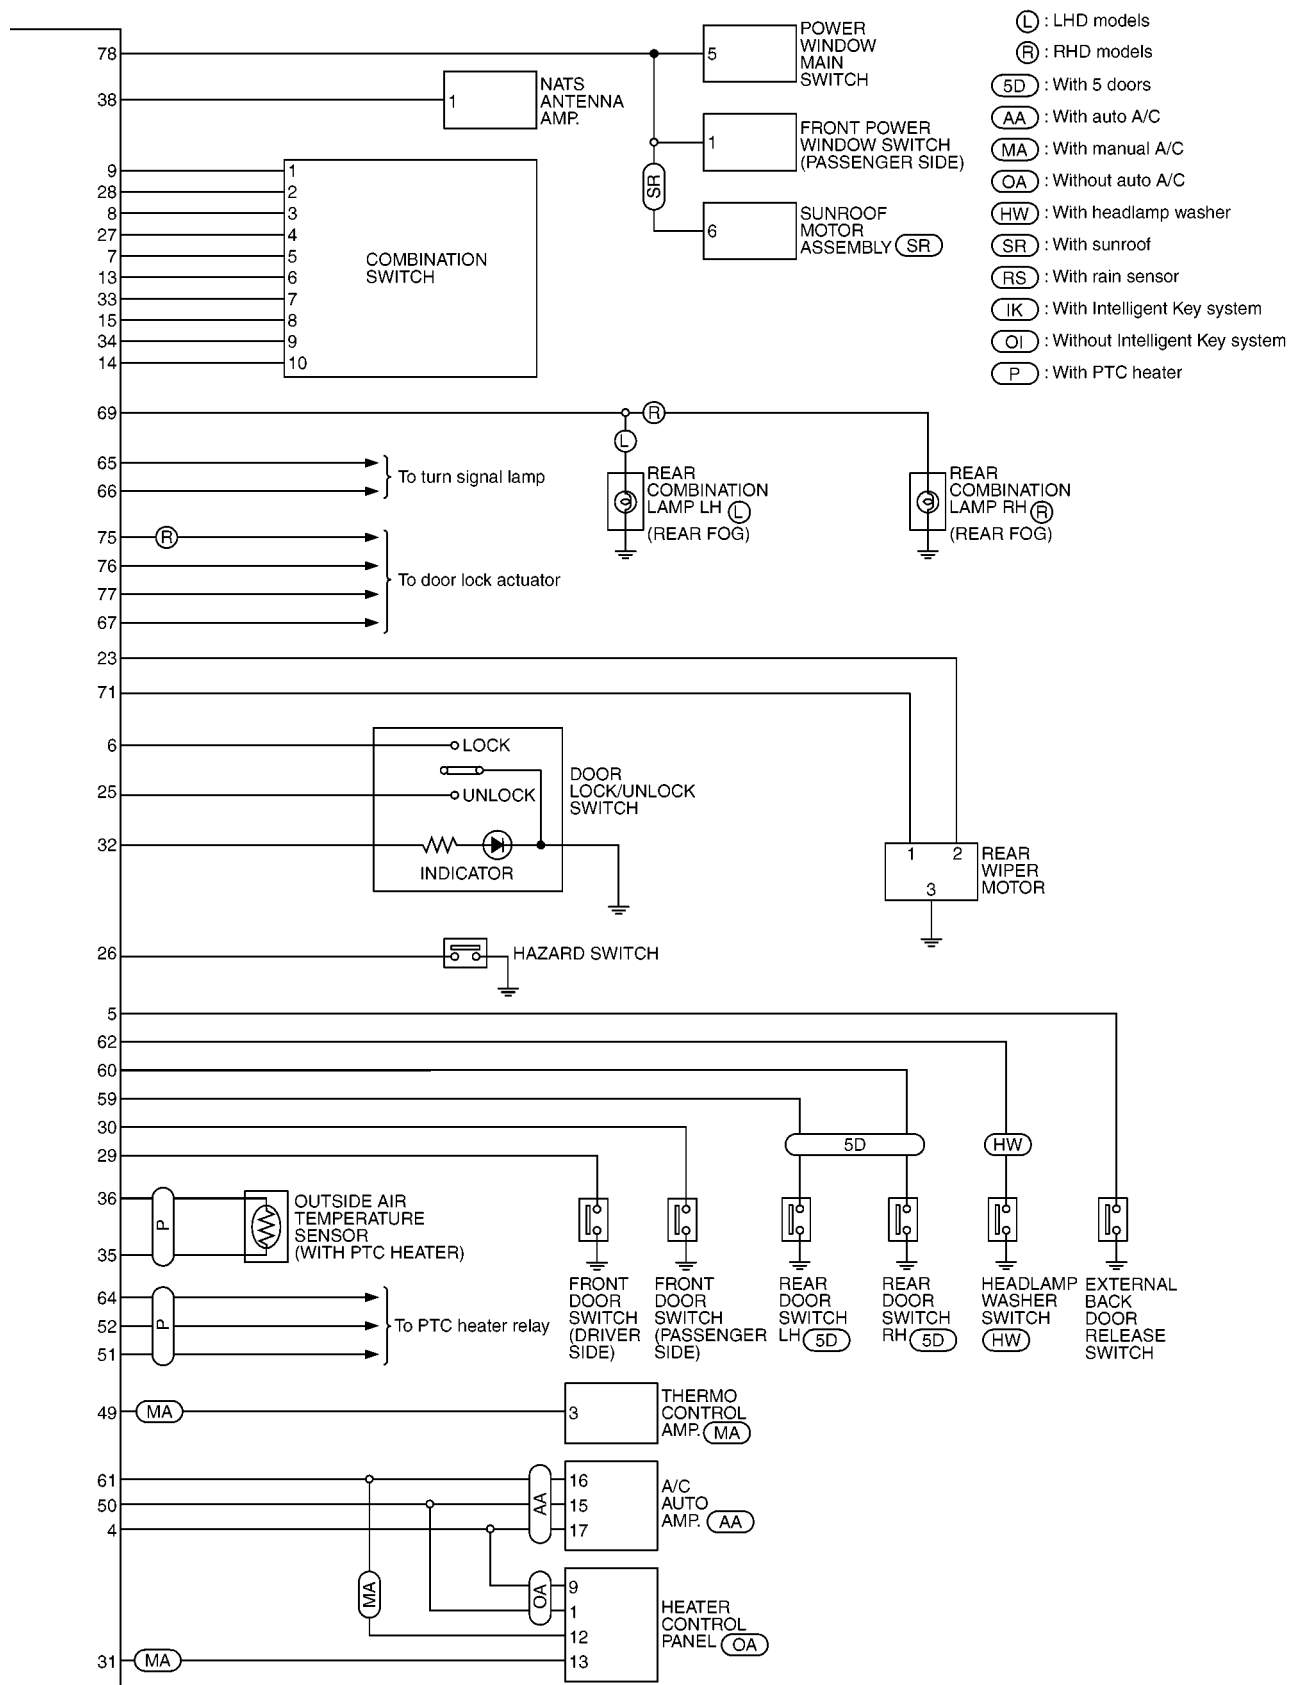 78
5
POWER
WINDOW
MAIN
SWITCH
38
1
NATS
ANTENNA
AMP.
1
FRONT POWER
WINDOW SWITCH
(PASSENGER SIDE)
SR
6
SUNROOF
MOTOR
ASSEMBLY SR
L : LHD models
R : RHD models
5D : With 5 doors
AA : With auto A/C
MA : With manual A/C
OA : Without auto A/C
HW : With headlamp washer
SR : With sunroof
RS : With rain sensor
IK : With Intelligent Key system
OI : Without Intelligent Key system
P : With PTC heater
9 1
28 2
8 3
27 4
7 5
13 6
33 7
15 8
34 9
14 10
COMBINATION
SWITCH
69
R
L
65
66
To turn signal lamp
REAR
COMBINATION
LAMP LH L
(REAR FOG)
REAR
COMBINATION
LAMP RH R
(REAR FOG)
75 R
76
77
67
To door lock actuator
23
71
6 LOCK
25 UNLOCK
32
INDICATOR
DOOR
LOCK/UNLOCK
SWITCH
1 2
3
REAR
WIPER
MOTOR
26
HAZARD SWITCH
5
62
60
59
30
29
5D
HW
36
35
P
OUTSIDE AIR
TEMPERATURE
SENSOR
(WITH PTC HEATER)
64
52
51
P
To PTC heater relay
FRONT
DOOR
SWITCH
(DRIVER
SIDE)
FRONT
DOOR
SWITCH
(PASSENGER
SIDE)
REAR
DOOR
SWITCH
LH 5D
REAR
DOOR
SWITCH
RH 5D
HEADLAMP
WASHER
SWITCH
HW
EXTERNAL
BACK
DOOR
RELEASE
SWITCH
49 MA 3
THERMO
CONTROL
AMP. MA
61 16
50 15
4 17
AA
A/C
AUTO
AMP. AA
MA
OA
9
1
12
31 MA 13
HEATER
CONTROL
PANEL OA